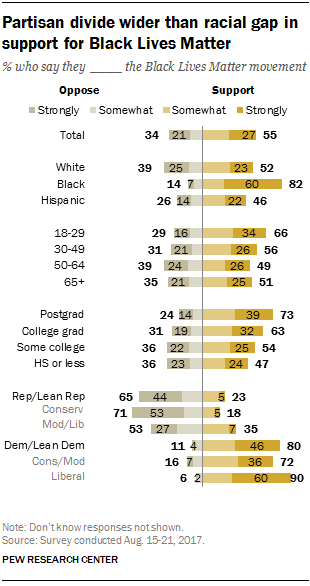 Partisan divide wider than racial gap in
support for Black Lives Matter
% who say they ____ the Black Lives Matter movement
Oppose Support
Strongly Somewhat Somewhat Strongly
Total 34 21 27 55
White 39 25 23 52
Black 14 7 60 82
Hispanic 26 14 22 46
18-29 29 16 34 66
30-49 31 21 26 56
50-64 39 24 26 49
65+ 35 21 25 51
Postgrad 24 14 39 73
College grad 31 19 32 63
Some college 36 22 25 54
HS or less 36 23 24 47
Rep/Lean Rep 65 44 5 23
Conserv 71 53 5 18
Mod/Lib 53 27 7 35
Dem/Lean Dem 11 4 46 80
Cons/Mod 16 7 36 72
Liberal 6 2 60 90
Note: Don't know responses not shown.
Source: Survey conducted Aug. 15-21, 2017.
PEW RESEARCH CENTER